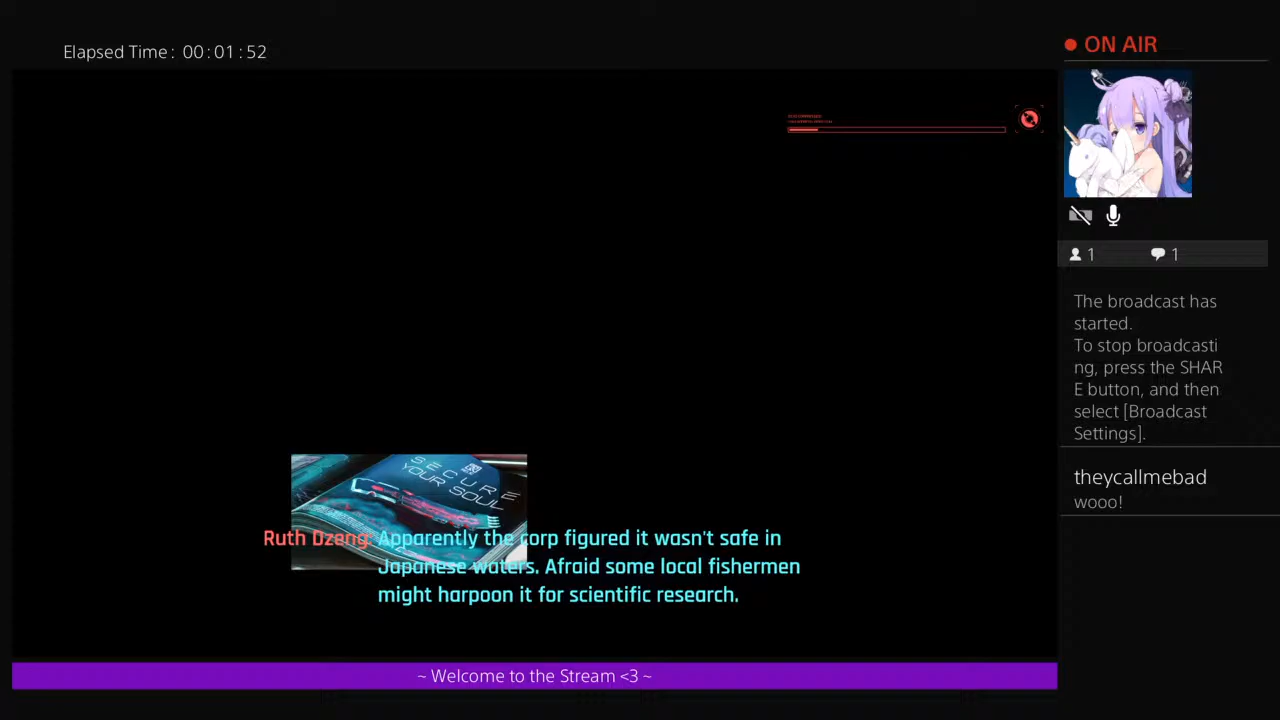 Elapsed Time: 00:01:52
ON AIR
1
1
The broadcast has
started.
To stop broadcasti
ng, press the SHAR
E button, and then
select [Broadcast
Settings].
theycallmebad
wooo!
SECURE
YOUR SOUL
Ruth Dzeng: Apparently the corp figured it wasn't safe in
Japanese waters. Afraid some local fishermen
might harpoon it for scientific research.
~ Welcome to the Stream <3 ~